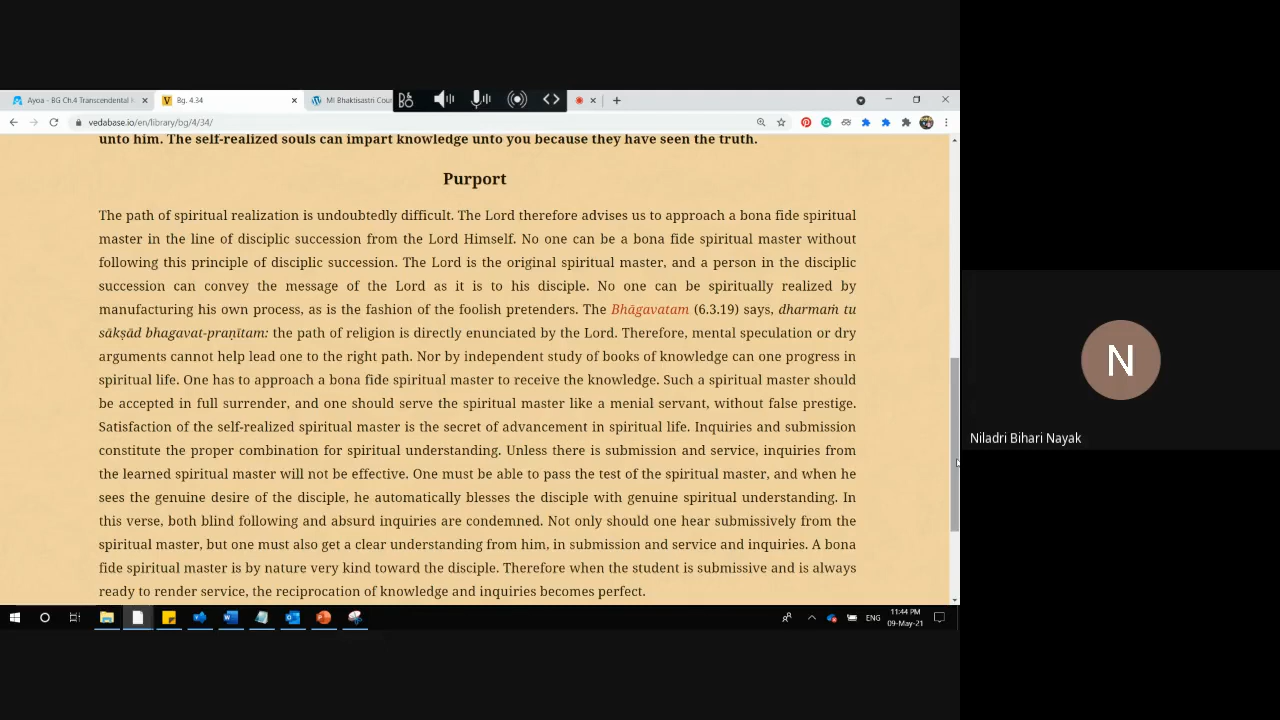 Ayoa - BG Ch.4 Transcendental
Bg. 4.34
MI Bhaktisastri Cou
vedabase.io/en/library/bg/4/34/
unto him. The self-realized souls can impart knowledge unto you because they have seen the truth.
Purport
The path of spiritual realization is undoubtedly difficult. The Lord therefore advises us to approach a bona fide spiritual
master in the line of disciplic succession from the Lord Himself. No one can be a bona fide spiritual master without
following this principle of disciplic succession. The Lord is the original spiritual master, and a person in the disciplic
succession can convey the message of the Lord as it is to his disciple. No one can be spiritually realized by
manufacturing his own process, as is the fashion of the foolish pretenders. The Bhāgavatam (6.3.19) says, dharmaṁ tu
sākṣād bhagavat-praṇītam: the path of religion is directly enunciated by the Lord. Therefore, mental speculation or dry
arguments cannot help lead one to the right path. Nor by independent study of books of knowledge can one progress in
spiritual life. One has to approach a bona fide spiritual master to receive the knowledge. Such a spiritual master should
be accepted in full surrender, and one should serve the spiritual master like a menial servant, without false prestige.
Satisfaction of the self-realized spiritual master is the secret of advancement in spiritual life. Inquiries and submission
constitute the proper combination for spiritual understanding. Unless there is submission and service, inquiries from
the learned spiritual master will not be effective. One must be able to pass the test of the spiritual master, and when he
sees the genuine desire of the disciple, he automatically blesses the disciple with genuine spiritual understanding. In
this verse, both blind following and absurd inquiries are condemned. Not only should one hear submissively from the
spiritual master, but one must also get a clear understanding from him, in submission and service and inquiries. A bona
fide spiritual master is by nature very kind toward the disciple. Therefore when the student is submissive and is always
ready to render service, the reciprocation of knowledge and inquiries becomes perfect.
N
Niladri Bihari Nayak
ENG
11:44 PM
09-May-21